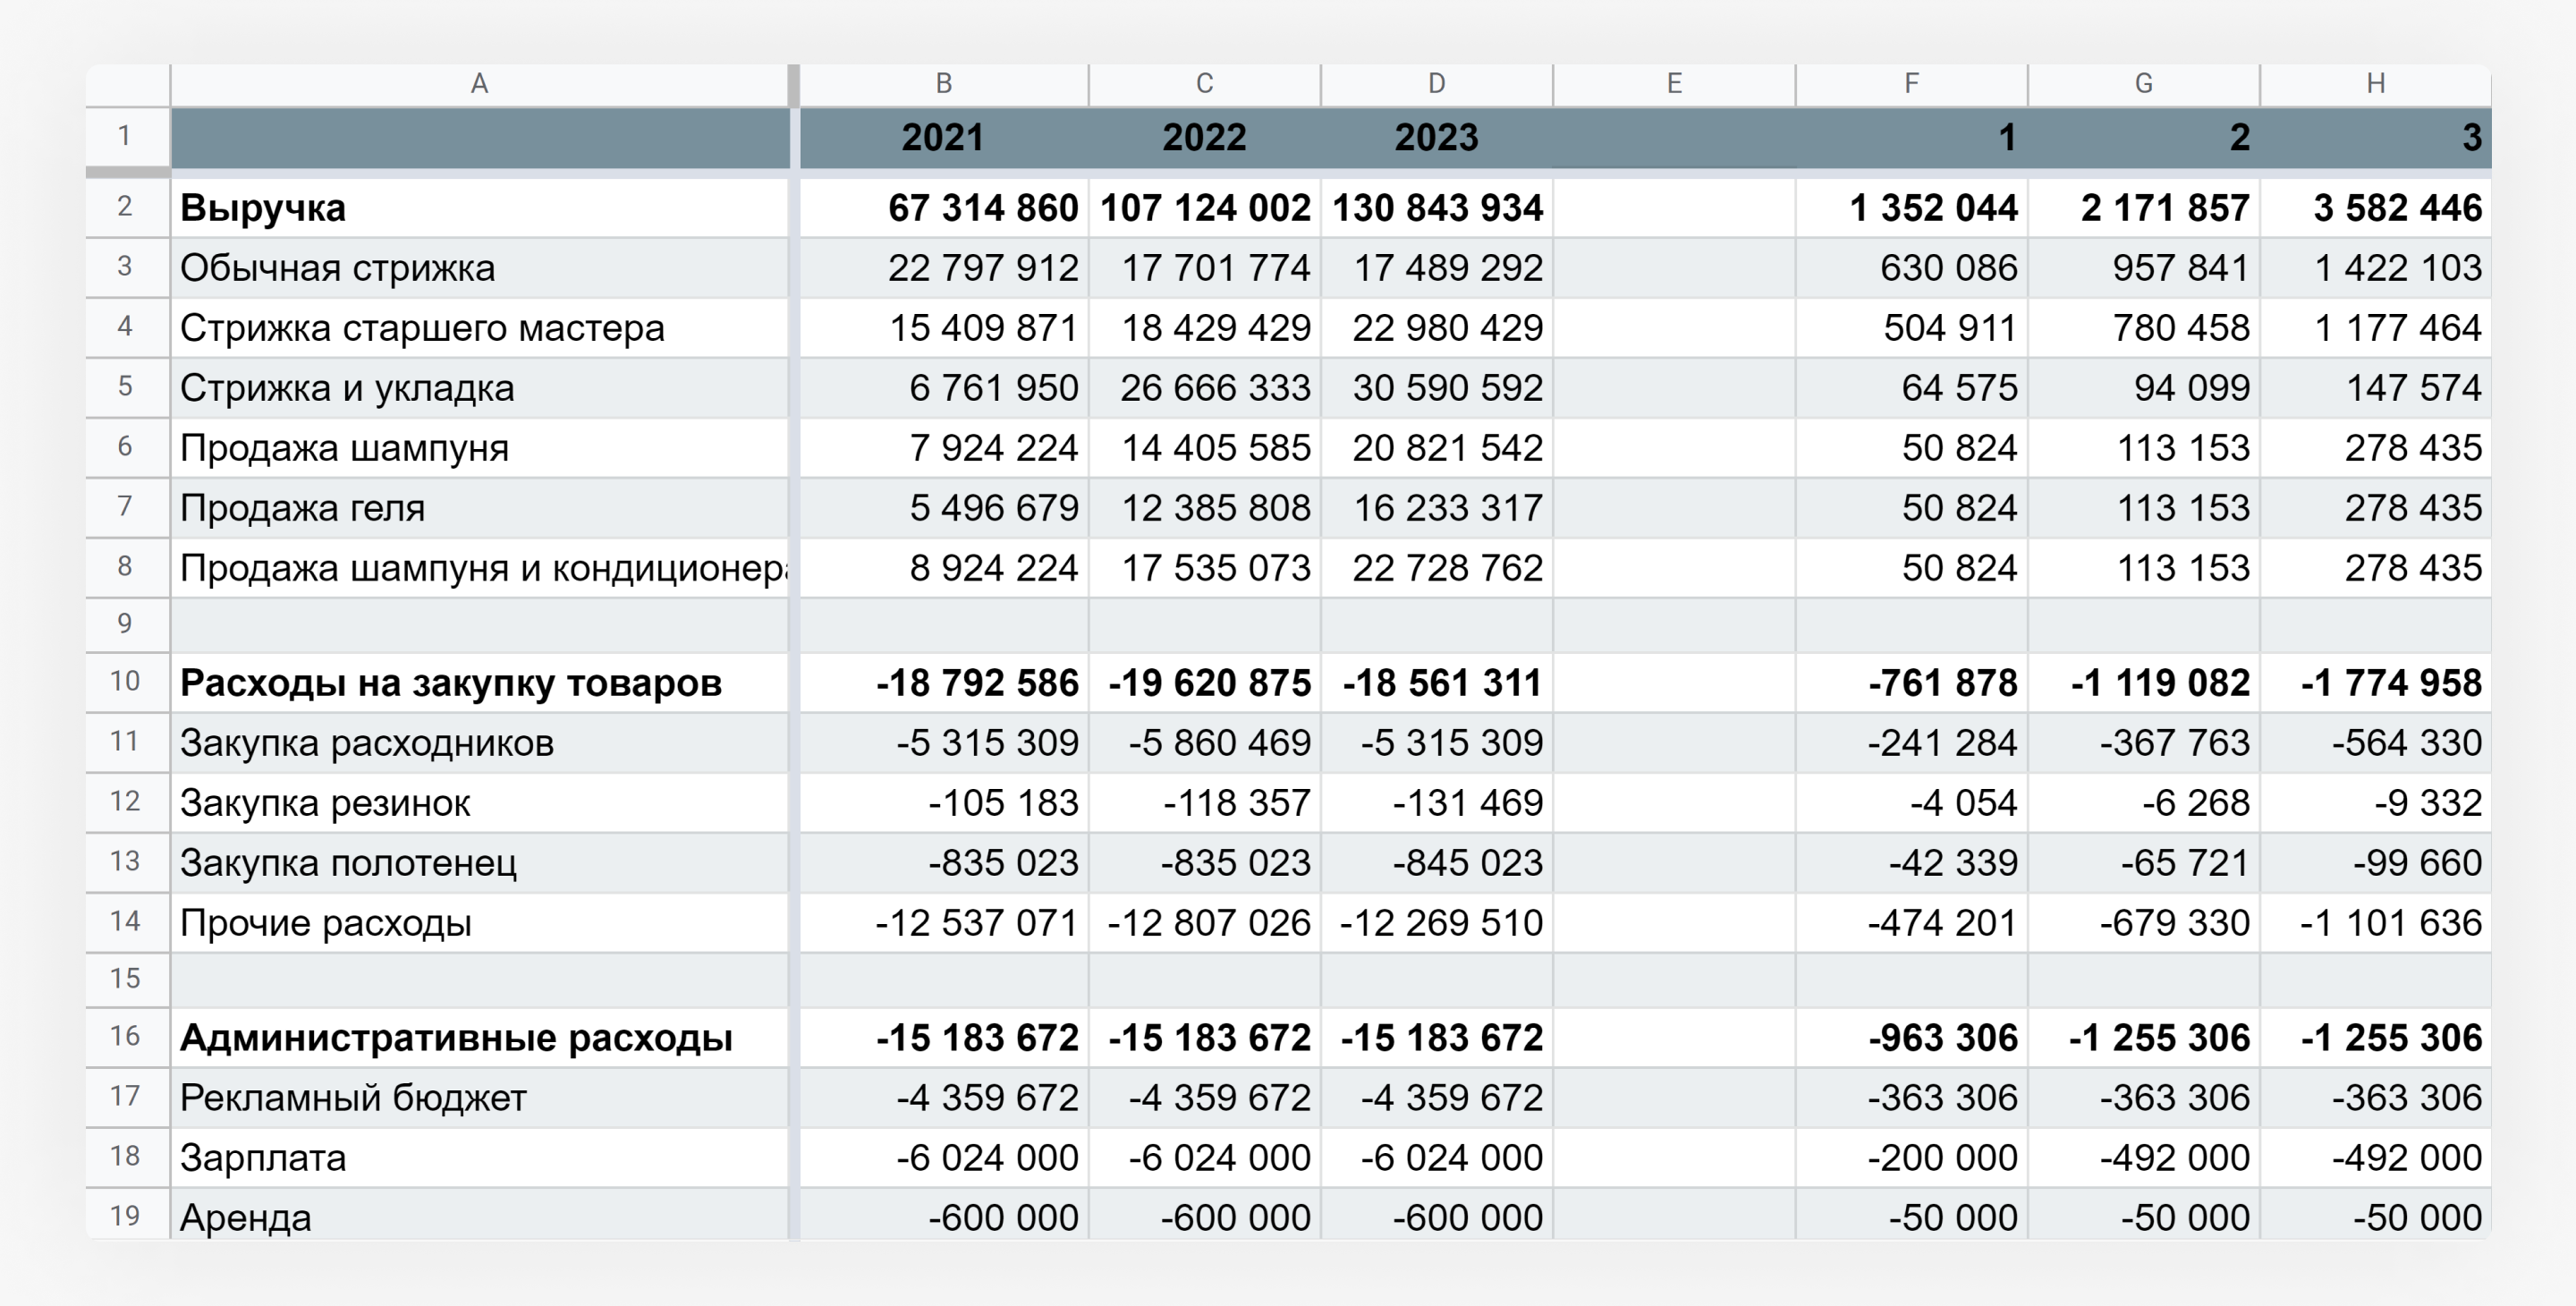 A B C D E F G H
1 2021 2022 2023 1 2 3
2 Выручка 67 314 860 107 124 002 130 843 934 1 352 044 2 171 857 3 582 446
3 Обычная стрижка 22 797 912 17 701 774 17 489 292 630 086 957 841 1 422 103
4 Стрижка старшего мастера 15 409 871 18 429 429 22 980 429 504 911 780 458 1 177 464
5 Стрижка и укладка 6 761 950 26 666 333 30 590 592 64 575 94 099 147 574
6 Продажа шампуня 7 924 224 14 405 585 20 821 542 50 824 113 153 278 435
7 Продажа геля 5 496 679 12 385 808 16 233 317 50 824 113 153 278 435
8 Продажа шампуня и кондиционера 8 924 224 17 535 073 22 728 762 50 824 113 153 278 435
9
10 Расходы на закупку товаров -18 792 586 -19 620 875 -18 561 311 -761 878 -1 119 082 -1 774 958
11 Закупка расходников -5 315 309 -5 860 469 -5 315 309 -241 284 -367 763 -564 330
12 Закупка резинок -105 183 -118 357 -131 469 -4 054 -6 268 -9 332
13 Закупка полотенец -835 023 -835 023 -845 023 -42 339 -65 721 -99 660
14 Прочие расходы -12 537 071 -12 807 026 -12 269 510 -474 201 -679 330 -1 101 636
15
16 Административные расходы -15 183 672 -15 183 672 -15 183 672 -963 306 -1 255 306 -1 255 306
17 Рекламный бюджет -4 359 672 -4 359 672 -4 359 672 -363 306 -363 306 -363 306
18 Зарплата -6 024 000 -6 024 000 -6 024 000 -200 000 -492 000 -492 000
19 Аренда -600 000 -600 000 -600 000 -50 000 -50 000 -50 000